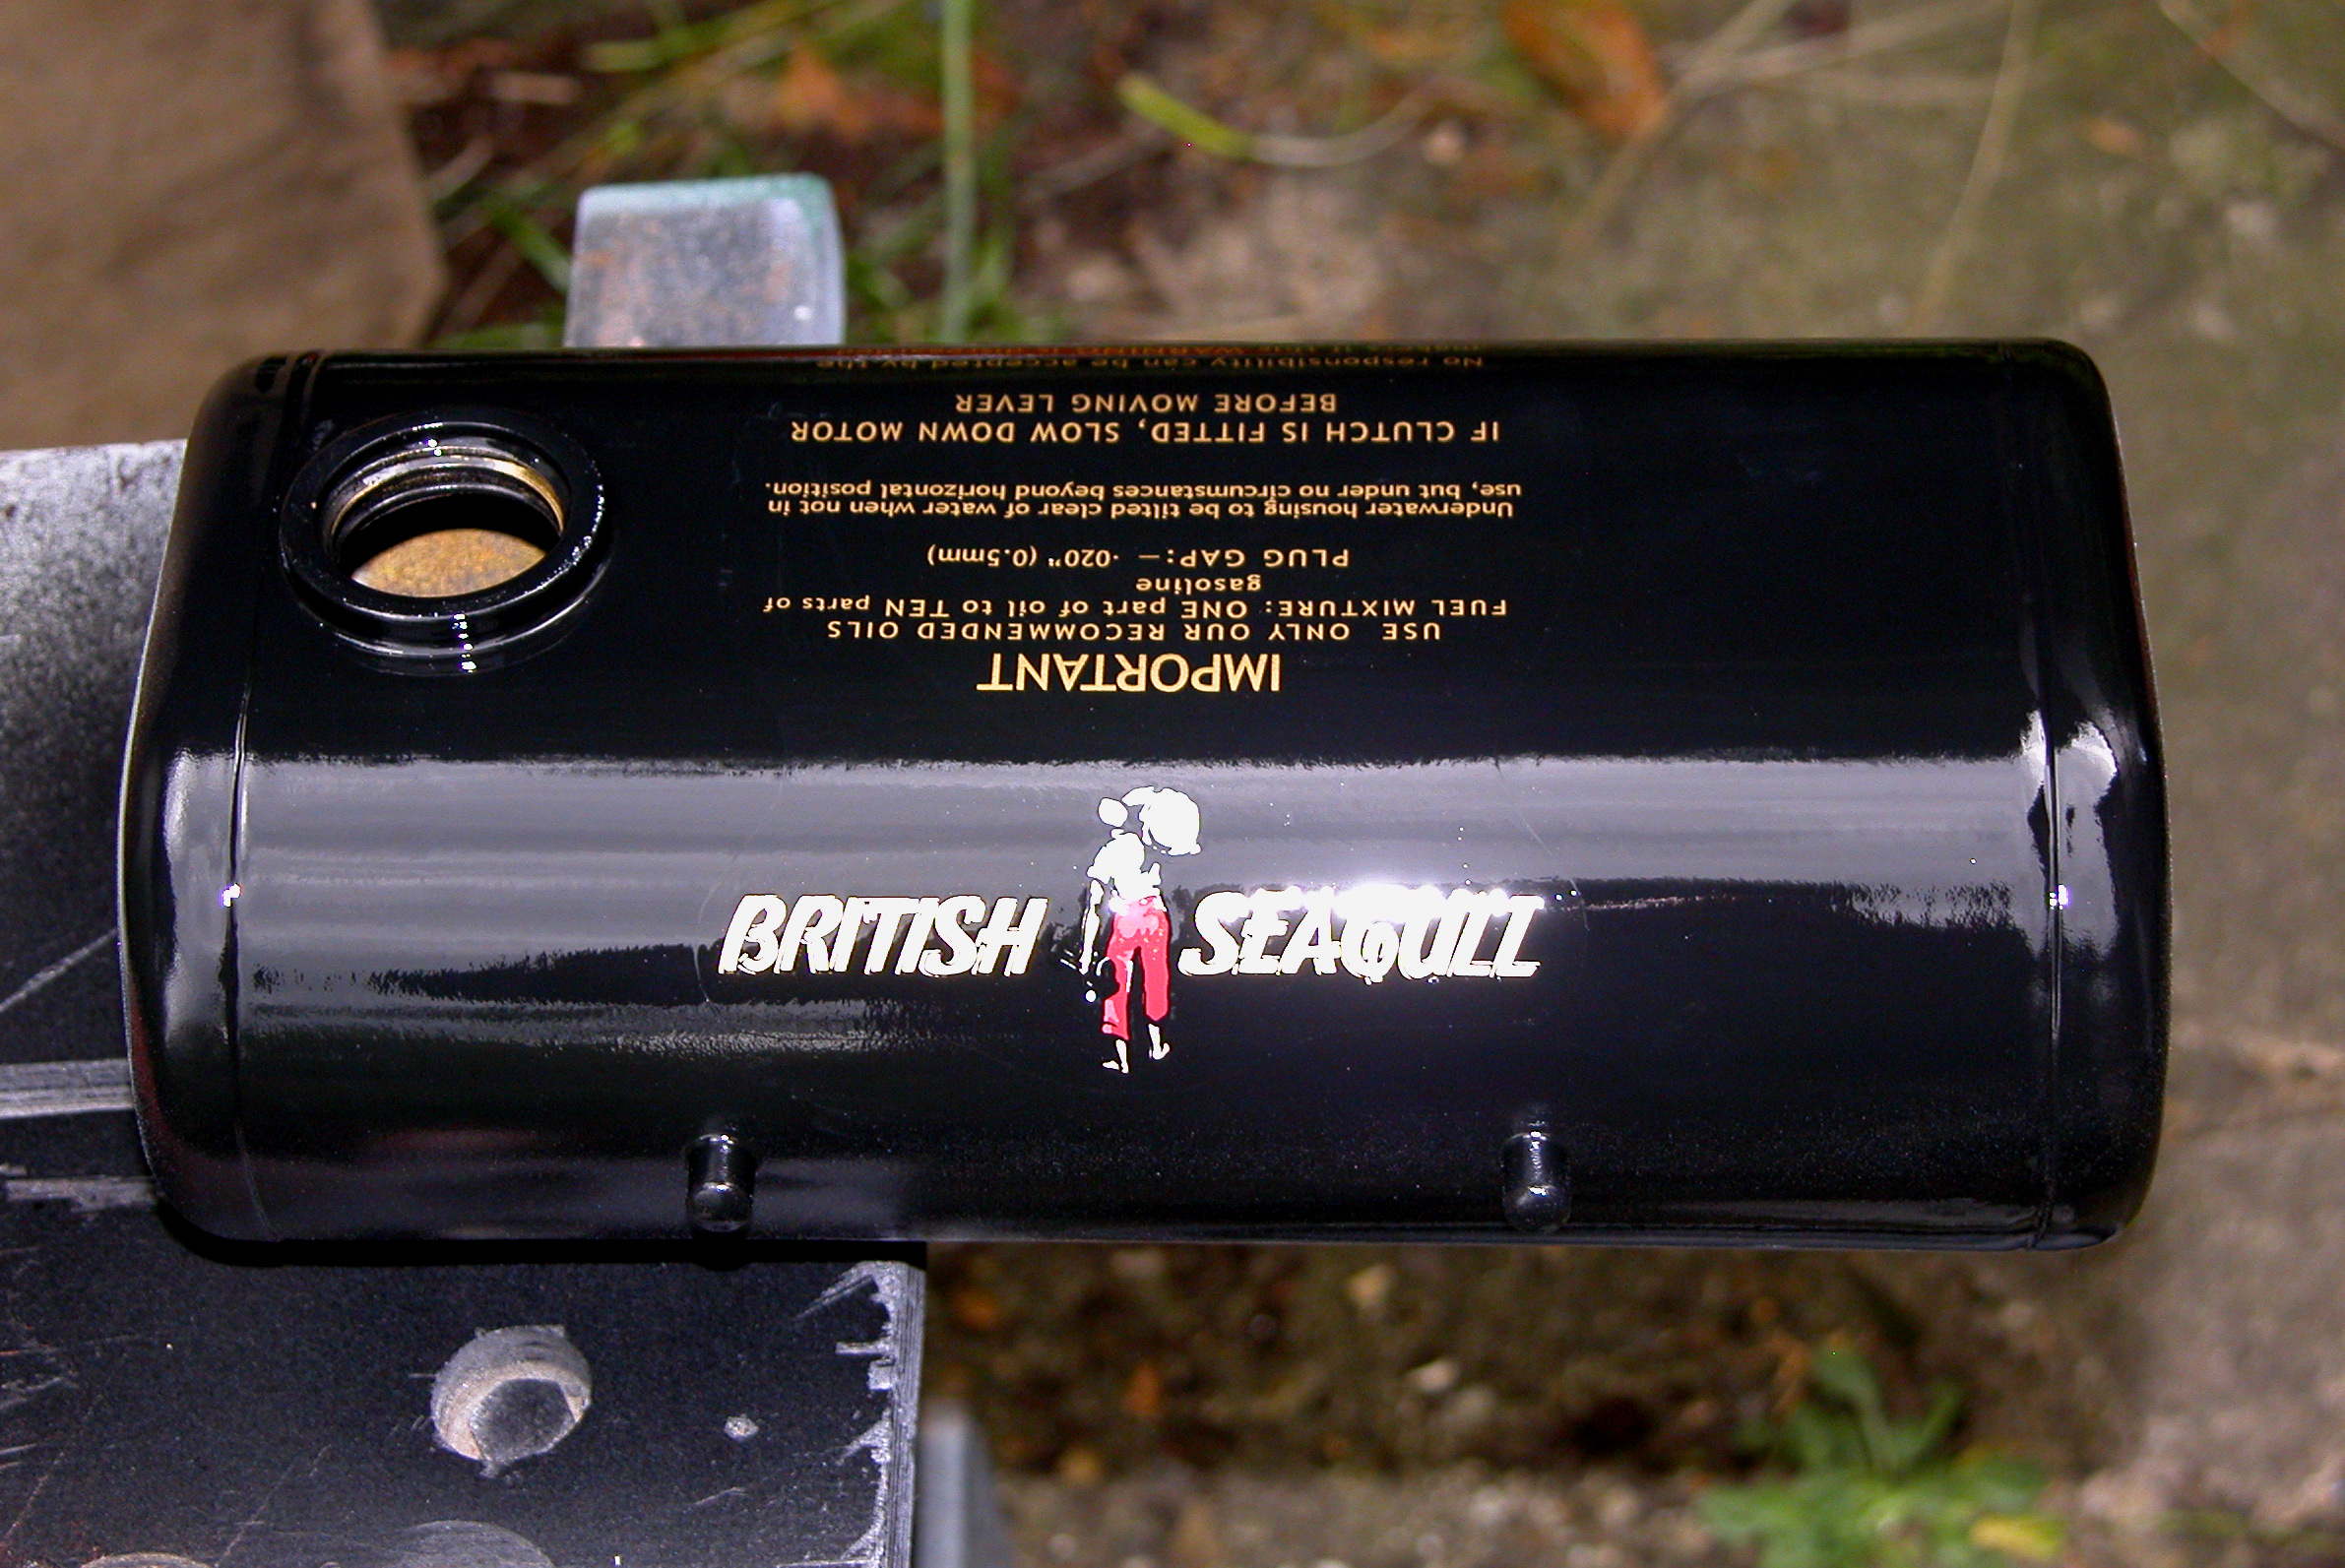 BRITISH SEAGULL
IMPORTANT
USE ONLY OUR RECOMMENDED OILS
FUEL MIXTURE: ONE part of oil to TEN parts of
gasoline
PLUG GAP:— ·020" (0.5mm)
Underwater housing to be tilted clear of water when not in
use, but under no circumstances beyond horizontal position.
IF CLUTCH IS FITTED, SLOW DOWN MOTOR
BEFORE MOVING LEVER
No responsibility can be accepted by the